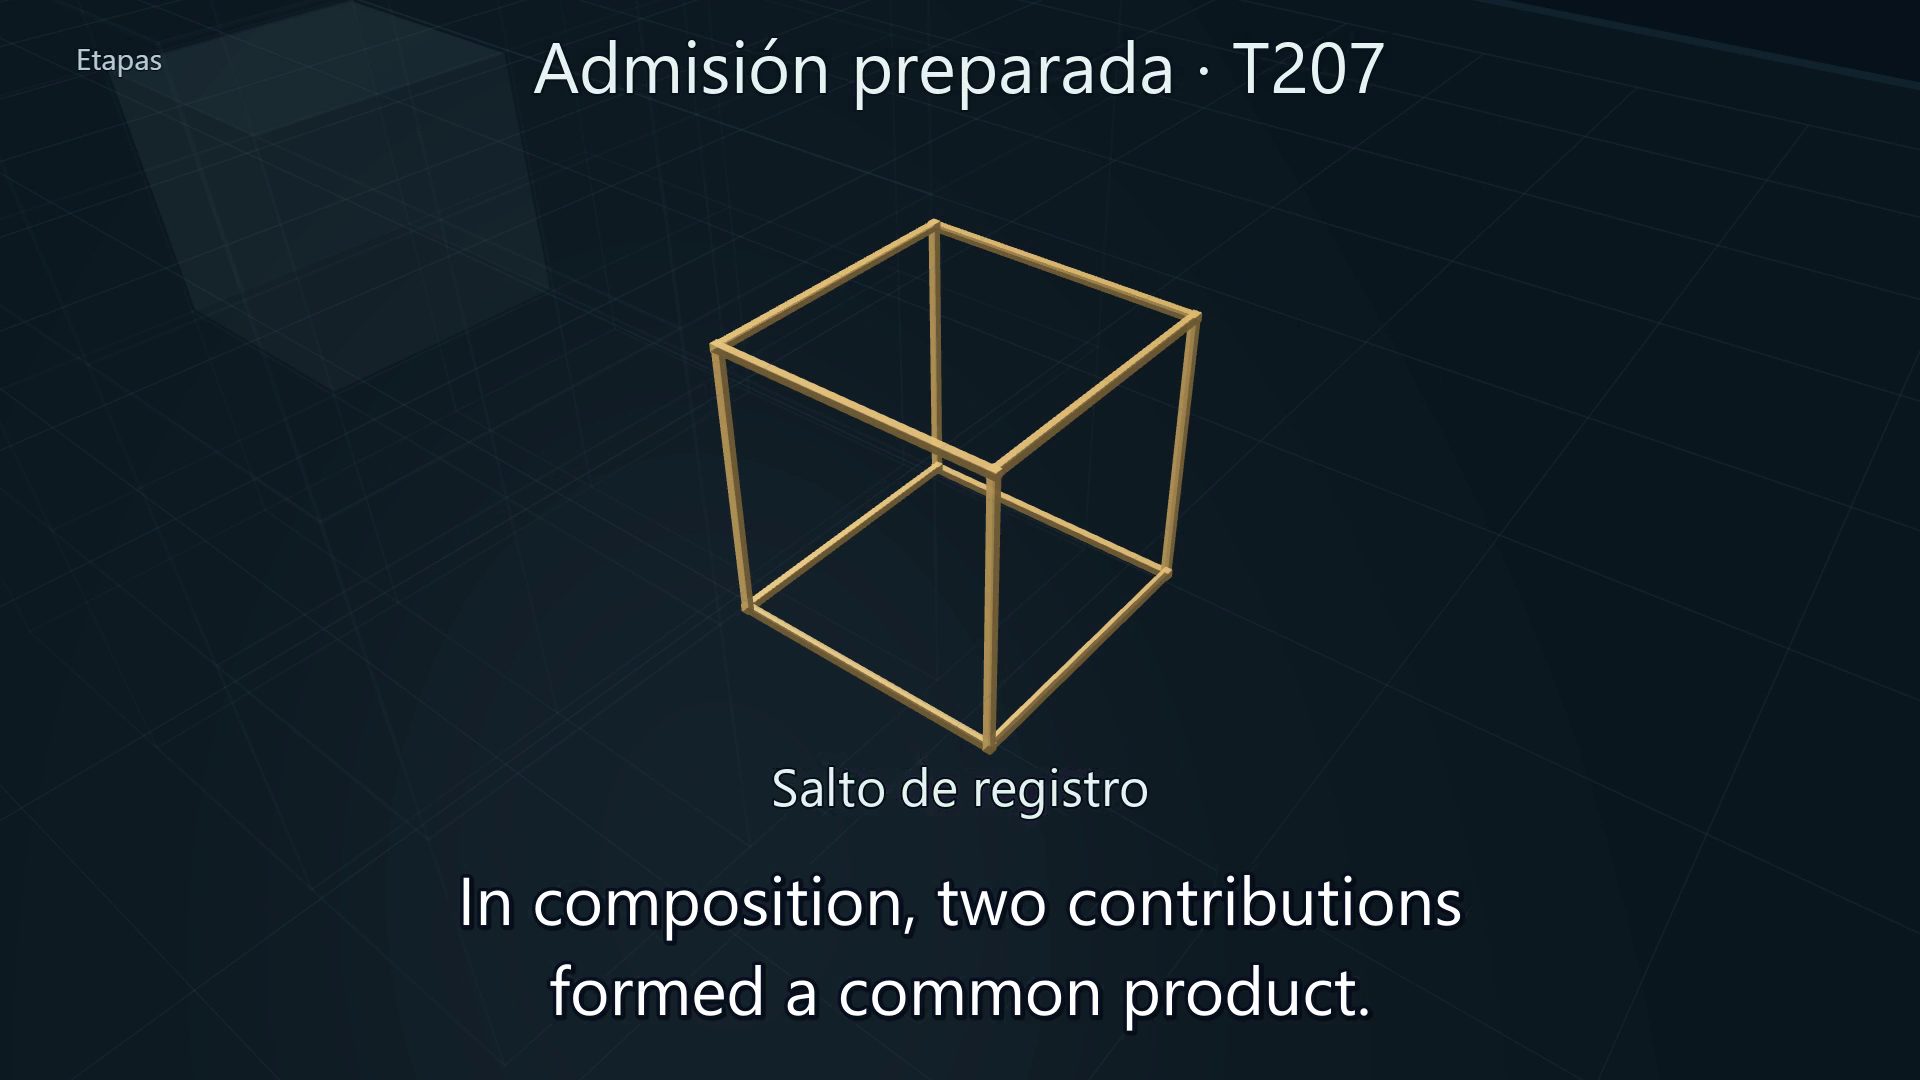 Etapas
Admisión preparada · T207
Salto de registro
In composition, two contributions
formed a common product.